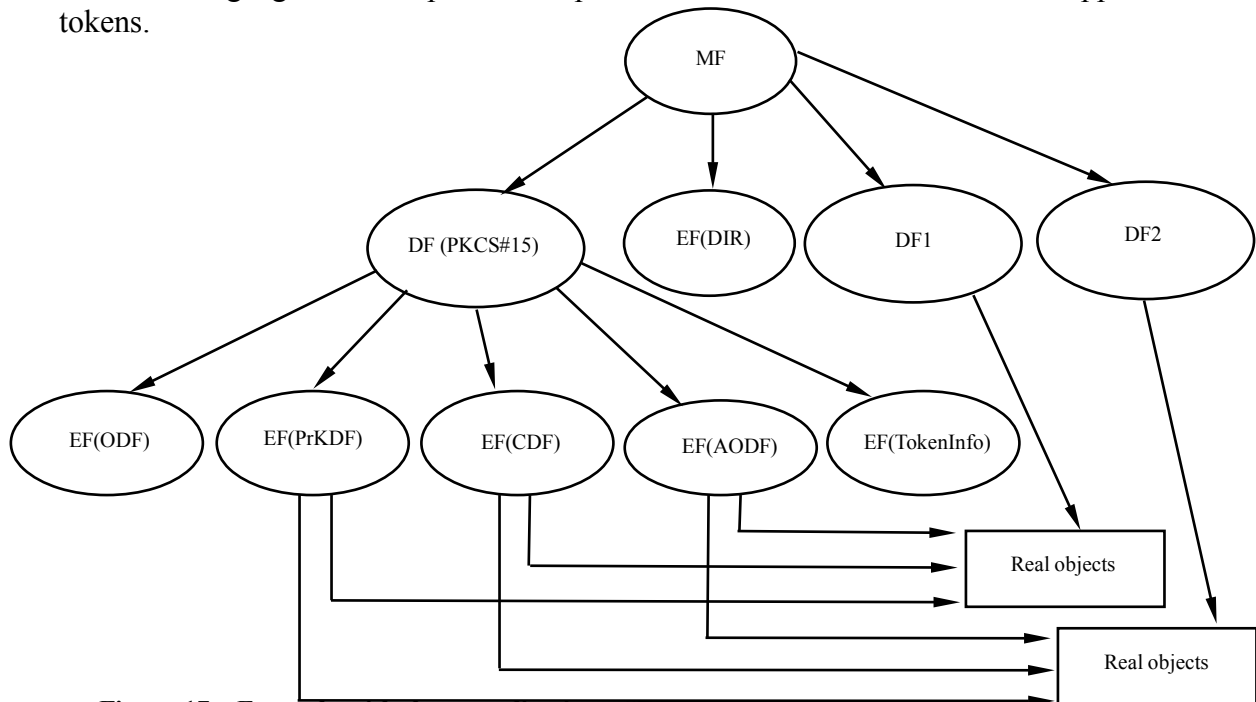 tokens.
MF
DF (PKCS#15)
EF(DIR)
DF1
DF2
EF(ODF)
EF(PrKDF)
EF(CDF)
EF(AODF)
EF(TokenInfo)
Real objects
Real objects